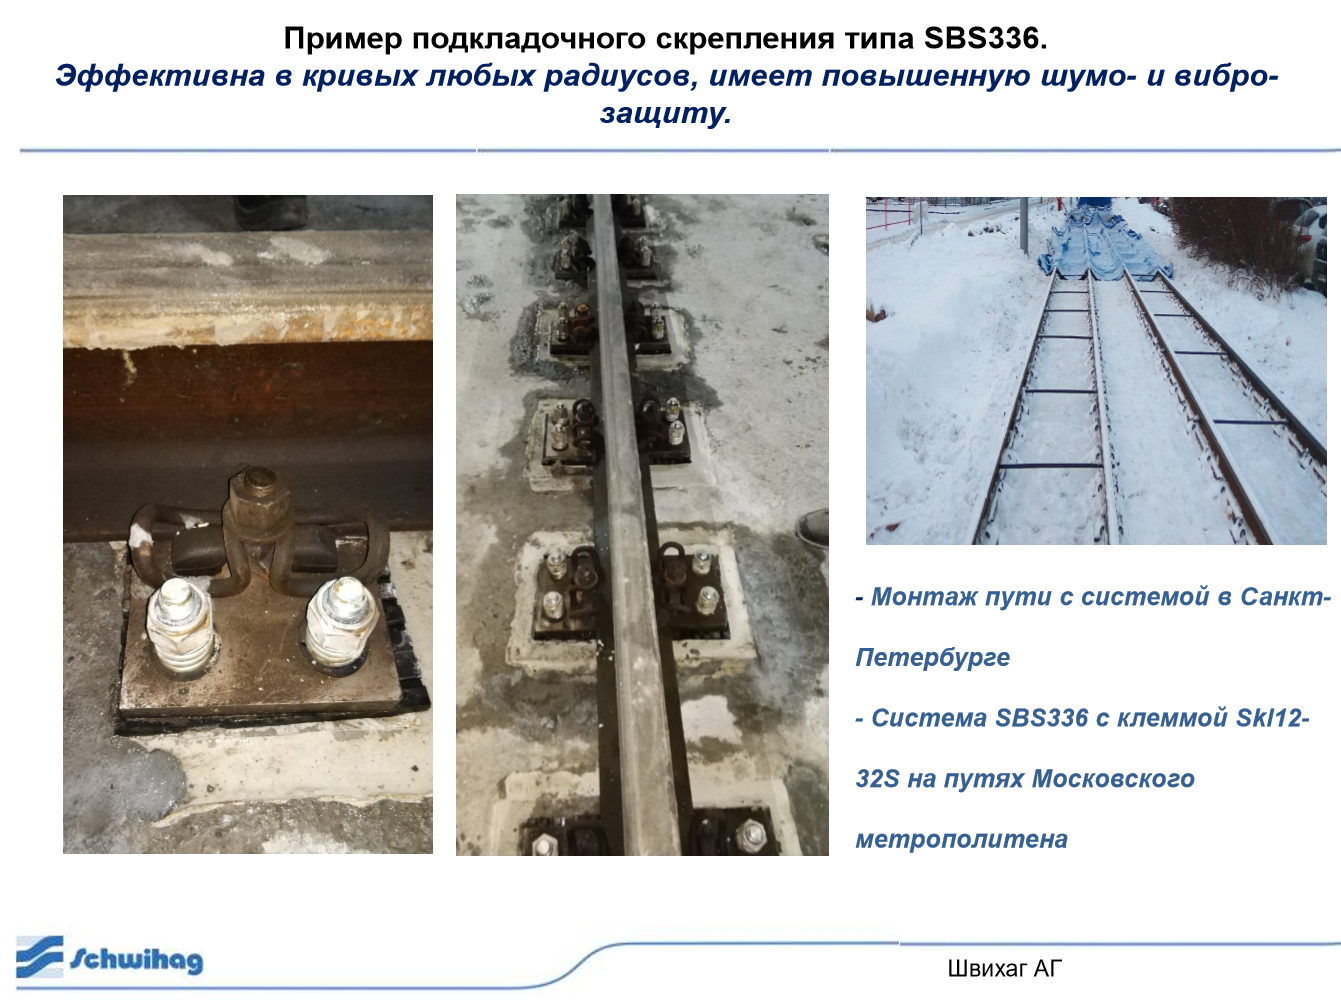 Пример подкладочного скрепления типа SBS336.
Эффективна в кривых любых радиусов, имеет повышенную шумо- и вибро-
защиту.
- Монтаж пути с системой в Санкт-
Петербурге
- Система SBS336 с клеммой Skl12-
32S на путях Московского
метрополитена
Schwihag
Швихаг АГ